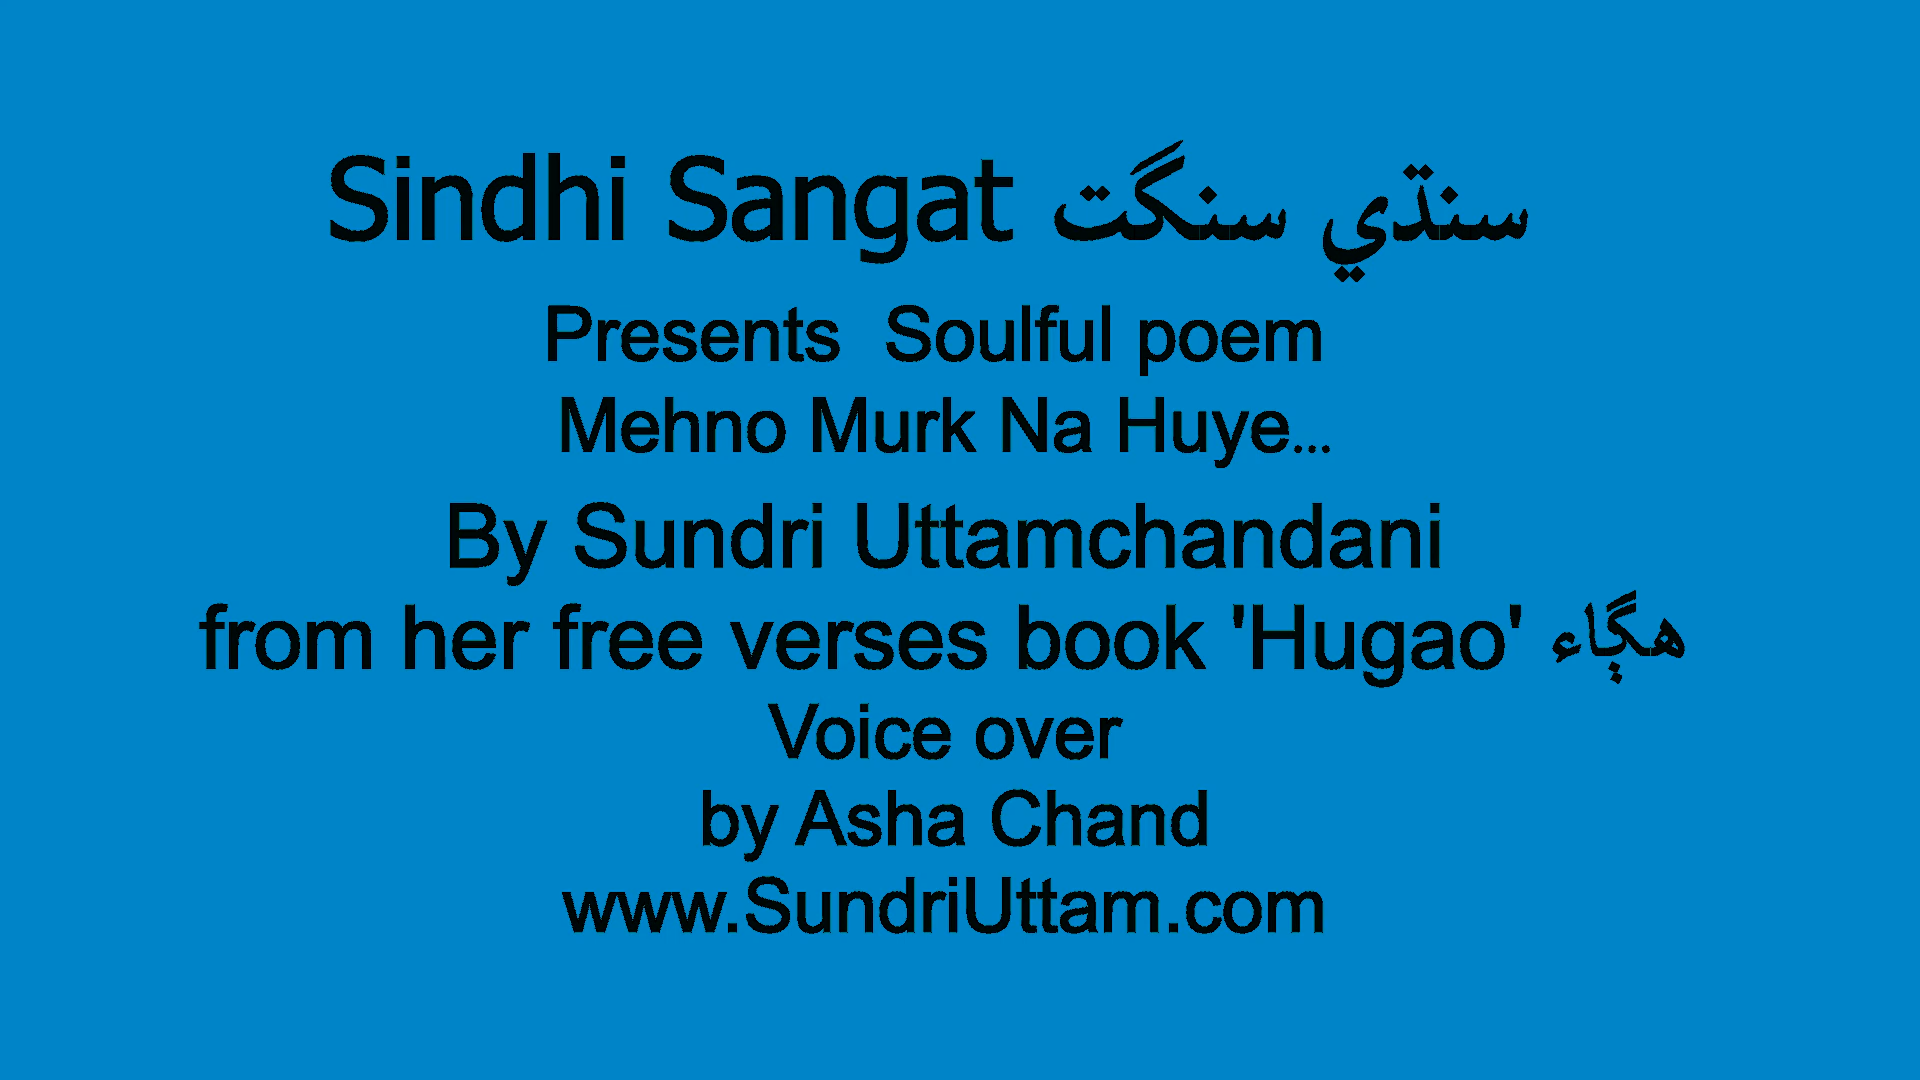 Sindhi Sangat سنڌي سنگت
Presents Soulful poem
Mehno Murk Na Huye...
By Sundri Uttamchandani
from her free verses book 'Hugao' هڳاءُ
Voice over
by Asha Chand
www.SundriUttam.com